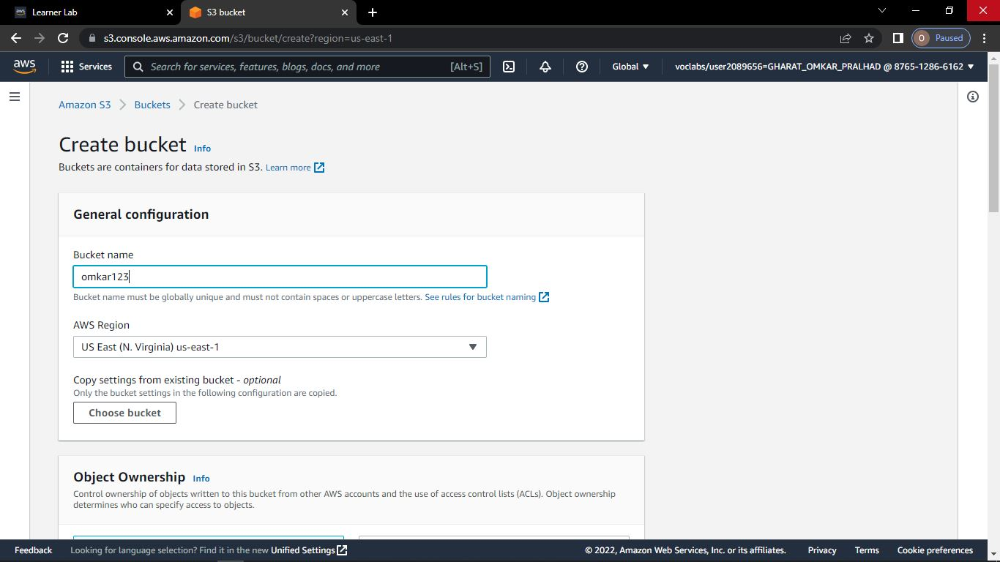 Learner Lab
S3 bucket
s3.console.aws.amazon.com/s3/bucket/create?region=us-east-1
O Paused
aws
Services
Search for services, features, blogs, docs, and more [Alt+S]
Global
voclabs/user2089656=GHARAT_OMKAR_PRALHAD @ 8765-1286-6162
Amazon S3 Buckets Create bucket
Create bucket Info
Buckets are containers for data stored in S3. Learn more
General configuration
Bucket name
omkar123
Bucket name must be globally unique and must not contain spaces or uppercase letters. See rules for bucket naming
AWS Region
US East (N. Virginia) us-east-1
Copy settings from existing bucket - optional
Only the bucket settings in the following configuration are copied.
Choose bucket
Object Ownership Info
Control ownership of objects written to this bucket from other AWS accounts and the use of access control lists (ACLs). Object ownership
determines who can specify access to objects.
Feedback
Looking for language selection? Find it in the new Unified Settings
© 2022, Amazon Web Services, Inc. or its affiliates.
Privacy
Terms
Cookie preferences